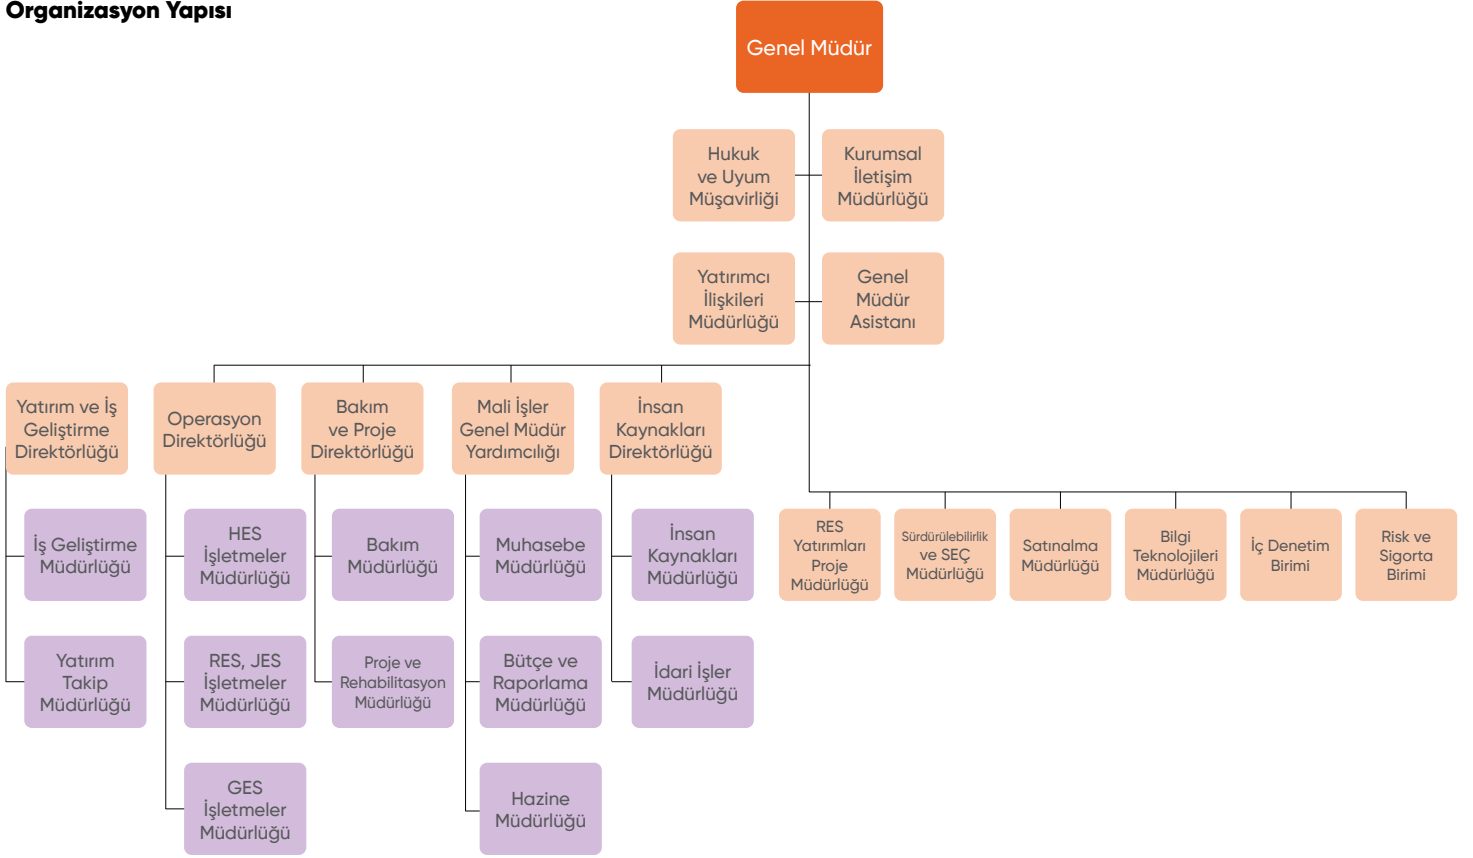 Organizasyon Yapısı
Genel Müdür
Hukuk
ve Uyum
Müşavirliği
Kurumsal
İletişim
Müdürlüğü
Yatırımcı
İlişkileri
Müdürlüğü
Genel
Müdür
Asistanı
Yatırım ve İş
Geliştirme
Direktörlüğü
Operasyon
Direktörlüğü
Bakım
ve Proje
Direktörlüğü
Mali İşler
Genel Müdür
Yardımcılığı
İnsan
Kaynakları
Direktörlüğü
İş Geliştirme
Müdürlüğü
HES
İşletmeler
Müdürlüğü
Bakım
Müdürlüğü
Muhasebe
Müdürlüğü
İnsan
Kaynakları
Müdürlüğü
RES
Yatırımları
Proje
Müdürlüğü
Sürdürülebilirlik
ve SEÇ
Müdürlüğü
Satınalma
Müdürlüğü
Bilgi
Teknolojileri
Müdürlüğü
İç Denetim
Birimi
Risk ve
Sigorta
Birimi
Yatırım
Takip
Müdürlüğü
RES, JES
İşletmeler
Müdürlüğü
Proje ve
Rehabilitasyon
Müdürlüğü
Bütçe ve
Raporlama
Müdürlüğü
İdari İşler
Müdürlüğü
GES
İşletmeler
Müdürlüğü
Hazine
Müdürlüğü